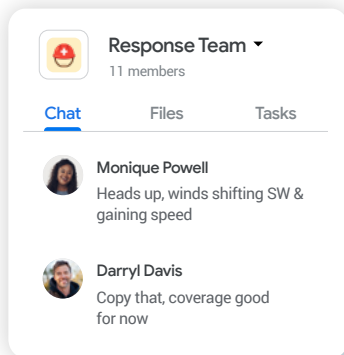 Response Team
11 members
Chat Files Tasks
Monique Powell
Heads up, winds shifting SW &
gaining speed
Darryl Davis
Copy that, coverage good
for now